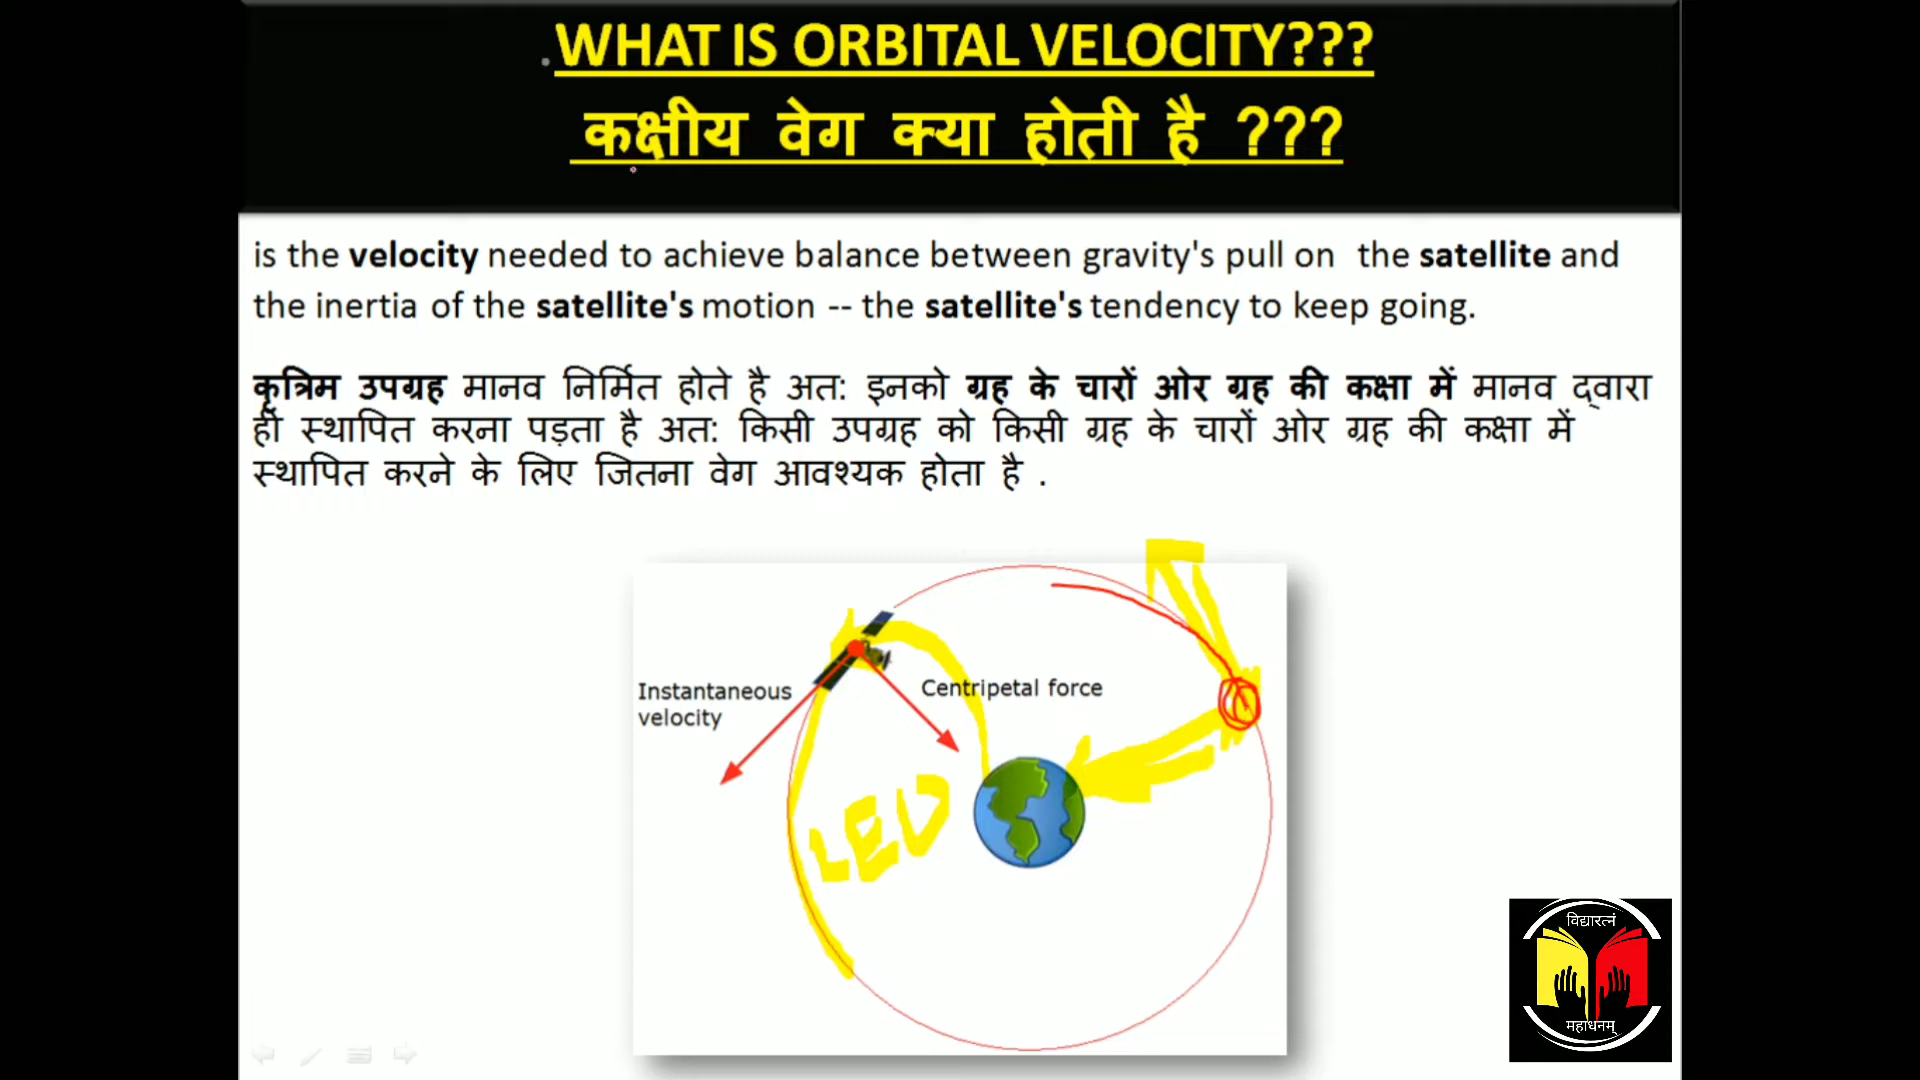 .WHAT IS ORBITAL VELOCITY???
कक्षीय वेग क्या होती है ???
is the velocity needed to achieve balance between gravity's pull on the satellite and
the inertia of the satellite's motion -- the satellite's tendency to keep going.
कृत्रिम उपग्रह मानव निर्मित होते है अत: इनको ग्रह के चारों ओर ग्रह की कक्षा में मानव द्वारा
ही स्थापित करना पड़ता है अत: किसी उपग्रह को किसी ग्रह के चारों ओर ग्रह की कक्षा में
स्थापित करने के लिए जितना वेग आवश्यक होता है .
Instantaneous
velocity
Centripetal force
LEO
विद्यारत्नं
महाधनम्